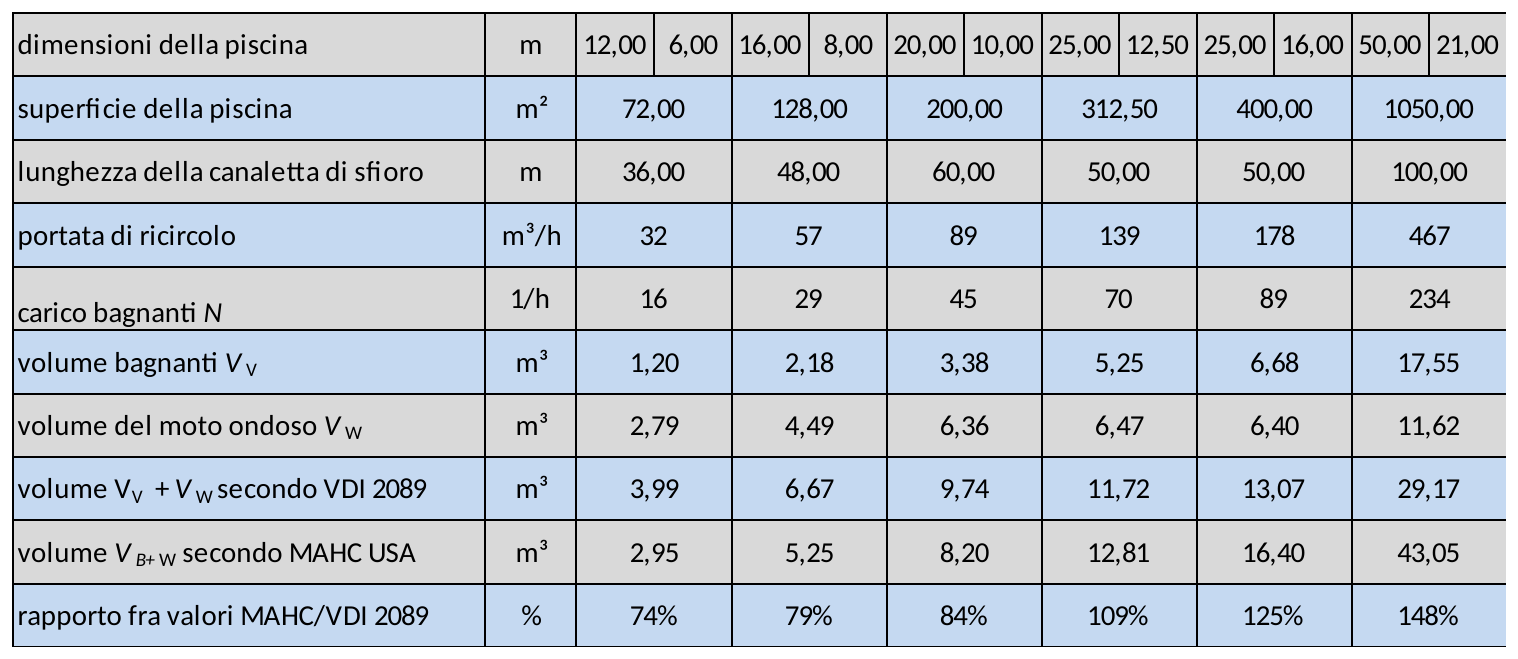 dimensioni della piscina m 12,00 6,00 16,00 8,00 20,00 10,00 25,00 12,50 25,00 16,00 50,00 21,00
superficie della piscina m² 72,00 128,00 200,00 312,50 400,00 1050,00
lunghezza della canaletta di sfioro m 36,00 48,00 60,00 50,00 50,00 100,00
portata di ricircolo m³/h 32 57 89 139 178 467
carico bagnanti N 1/h 16 29 45 70 89 234
volume bagnanti V V m³ 1,20 2,18 3,38 5,25 6,68 17,55
volume del moto ondoso V W m³ 2,79 4,49 6,36 6,47 6,40 11,62
volume VV + V W secondo VDI 2089 m³ 3,99 6,67 9,74 11,72 13,07 29,17
volume V B+ W secondo MAHC USA m³ 2,95 5,25 8,20 12,81 16,40 43,05
rapporto fra valori MAHC/VDI 2089 % 74% 79% 84% 109% 125% 148%